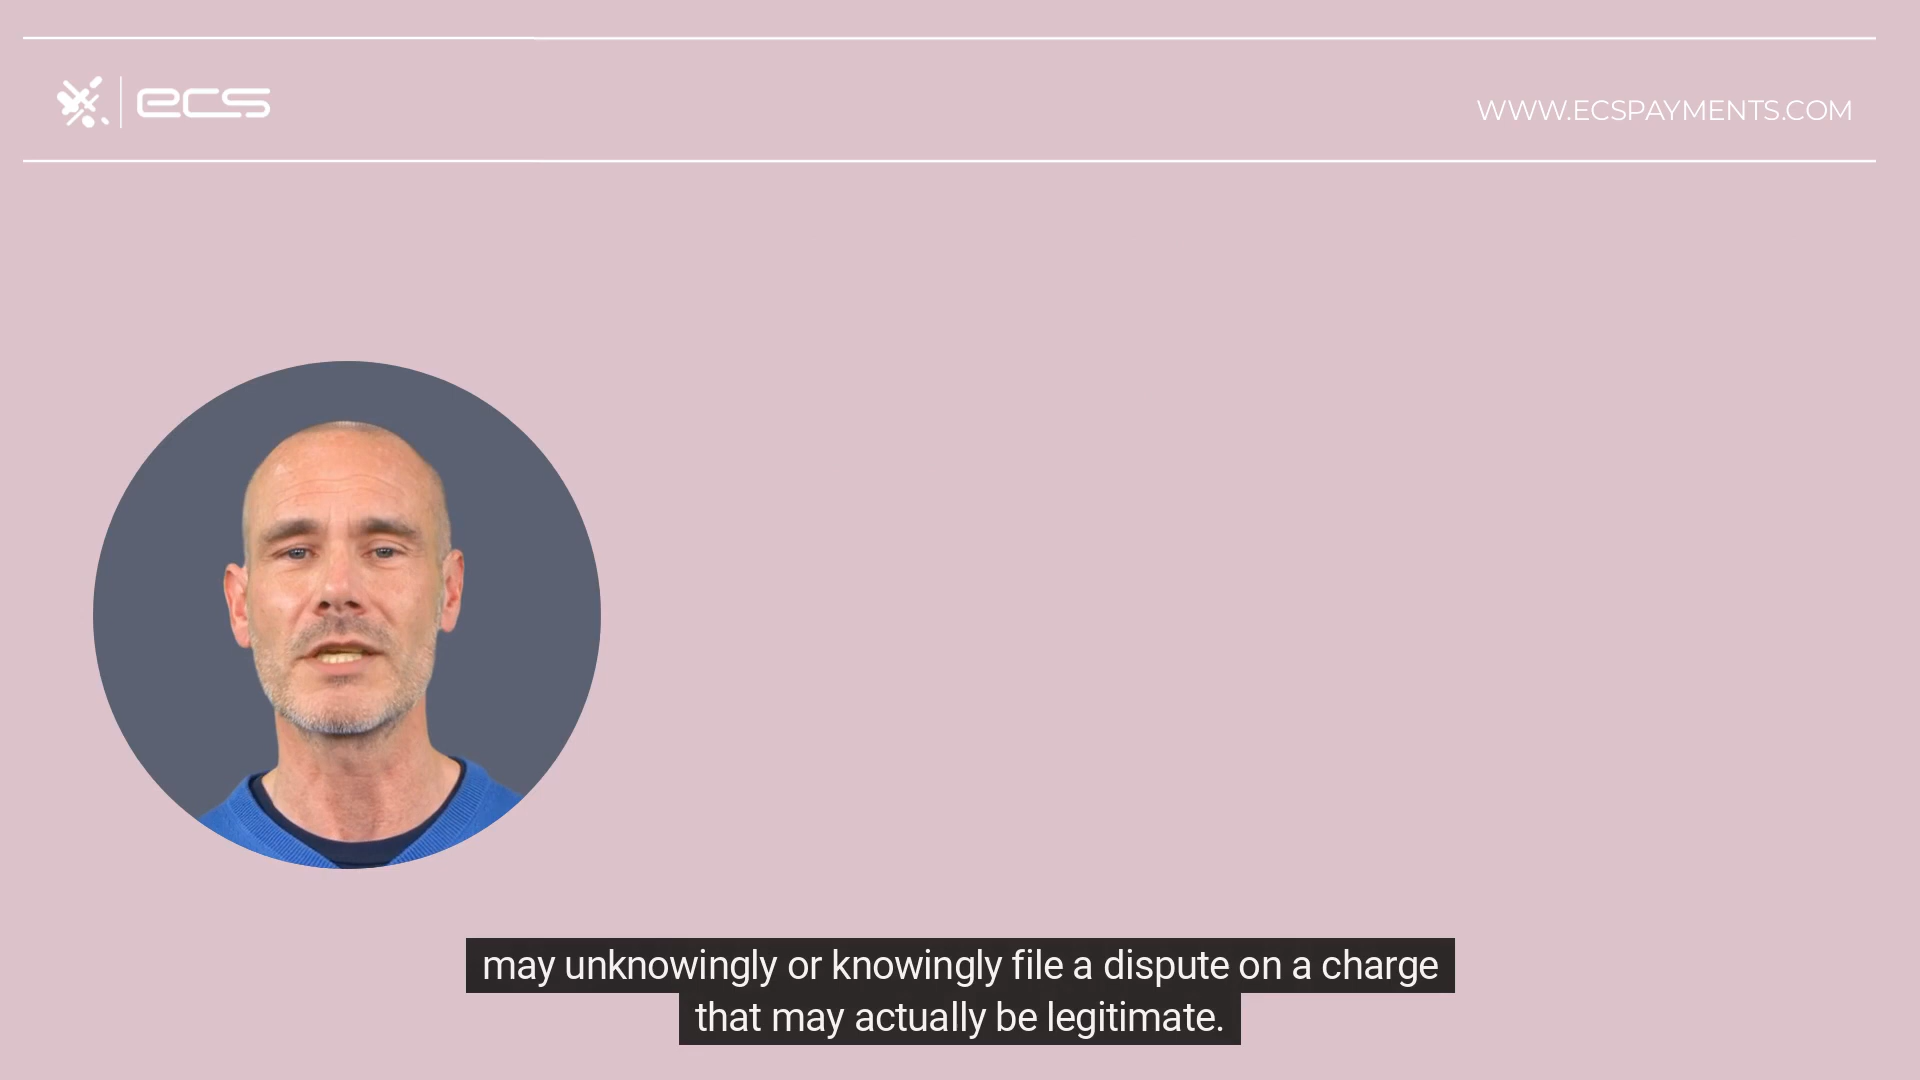 ecs
WWW.ECSPAYMENTS.COM
may unknowingly or knowingly file a dispute on a charge
that may actually be legitimate.